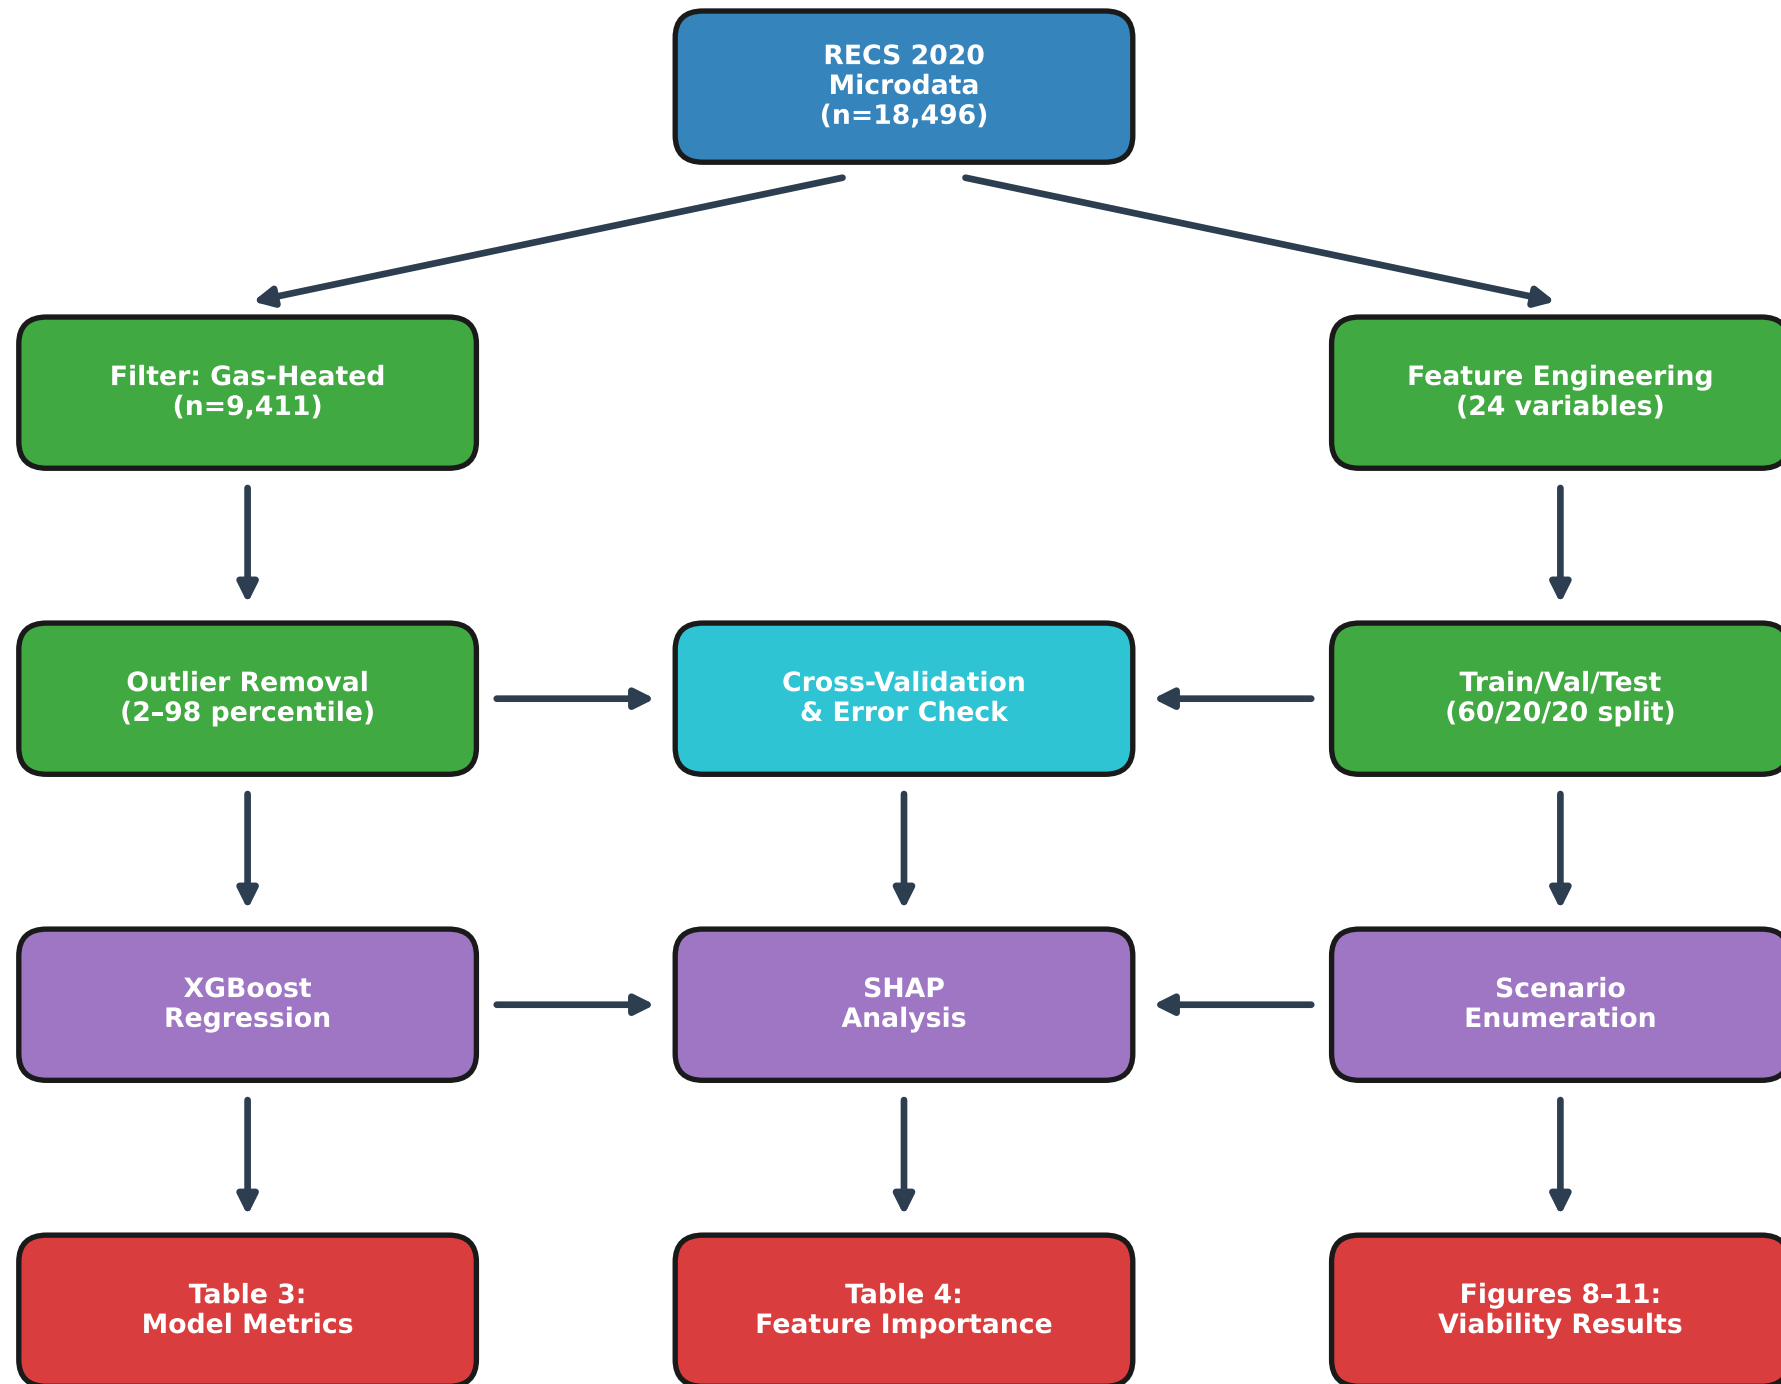 RECS 2020
Microdata
(n=18,496)
Filter: Gas-Heated
(n=9,411)
Feature Engineering
(24 variables)
Outlier Removal
(2–98 percentile)
Cross-Validation
& Error Check
Train/Val/Test
(60/20/20 split)
XGBoost
Regression
SHAP
Analysis
Scenario
Enumeration
Table 3:
Model Metrics
Table 4:
Feature Importance
Figures 8–11:
Viability Results